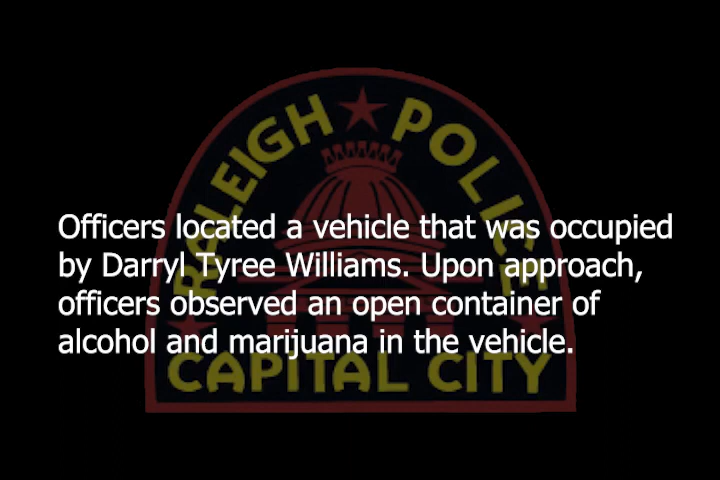 RALEIGH POLICE
Officers located a vehicle that was occupied
by Darryl Tyree Williams. Upon approach,
officers observed an open container of
alcohol and marijuana in the vehicle.
CAPITAL CITY